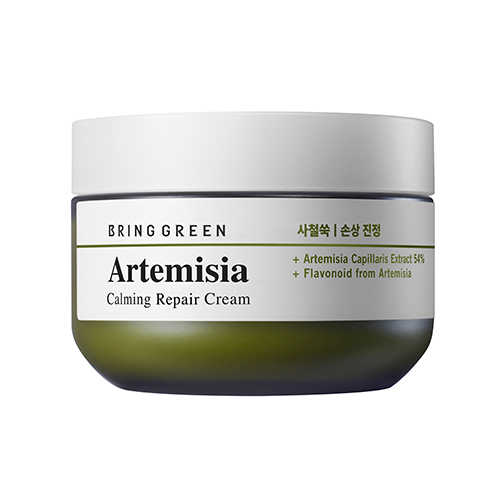 BRING GREEN
사철쑥 | 손상 진정
Artemisia
Calming Repair Cream
+ Artemisia Capillaris Extract 54%
+ Flavonoid from Artemisia